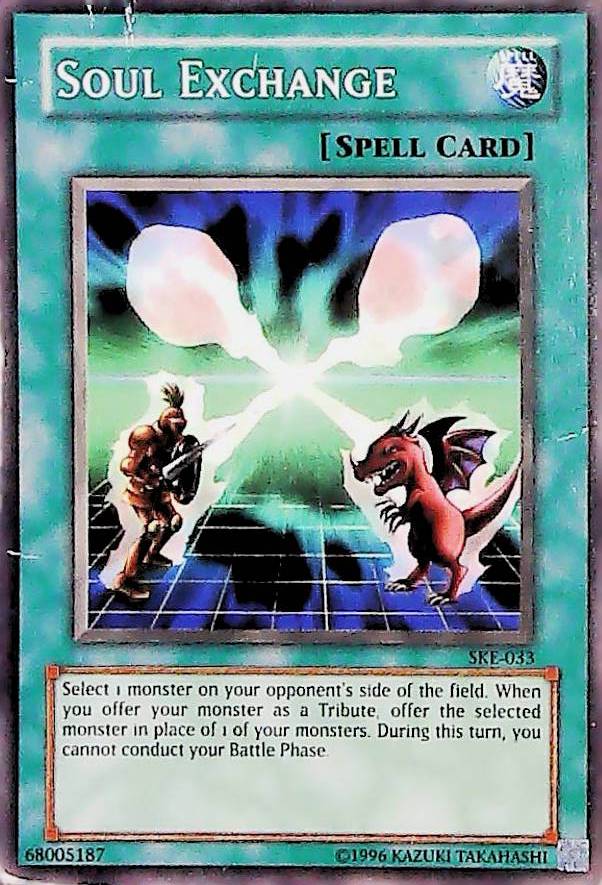 SOUL EXCHANGE
魔
[SPELL CARD]
SKE-033
Select 1 monster on your opponent's side of the field. When
you offer your monster as a Tribute, offer the selected
monster in place of 1 of your monsters. During this turn, you
cannot conduct your Battle Phase.
68005187
©1996 KAZUKI TAKAHASHI